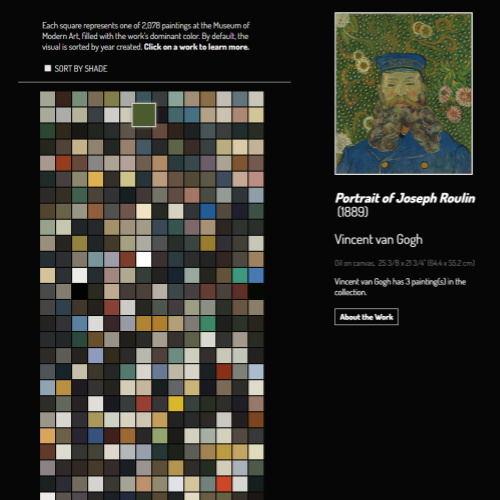 Each square represents one of 2,078 paintings at the Museum of
Modern Art, filled with the work's dominant color. By default, the
visual is sorted by year created. Click on a work to learn more.
SORT BY SHADE
Portrait of Joseph Roulin
(1889)
Vincent van Gogh
Oil on canvas, 25 3/8 x 21 3/4" (64.4 x 55.2 cm)
Vincent van Gogh has 3 painting(s) in the
collection.
About the Work